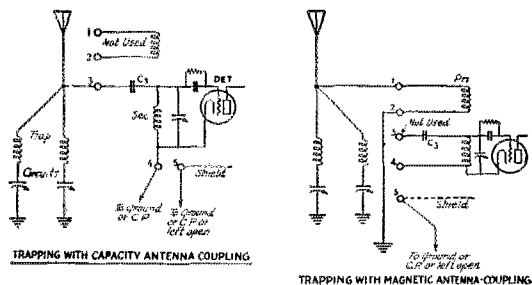 1
Not Used
2
3
C3
DET
Sec
Trap
Circuits
4
5
Shield
To Ground
or C.P.
To Ground
or C.P. or
left open
TRAPPING WITH CAPACITY ANTENNA COUPLING
1
Pri
2
3
Not Used
C3
4
5
Shield
To Ground or
C.P. or left open
TRAPPING WITH MAGNETIC ANTENNA-COUPLING